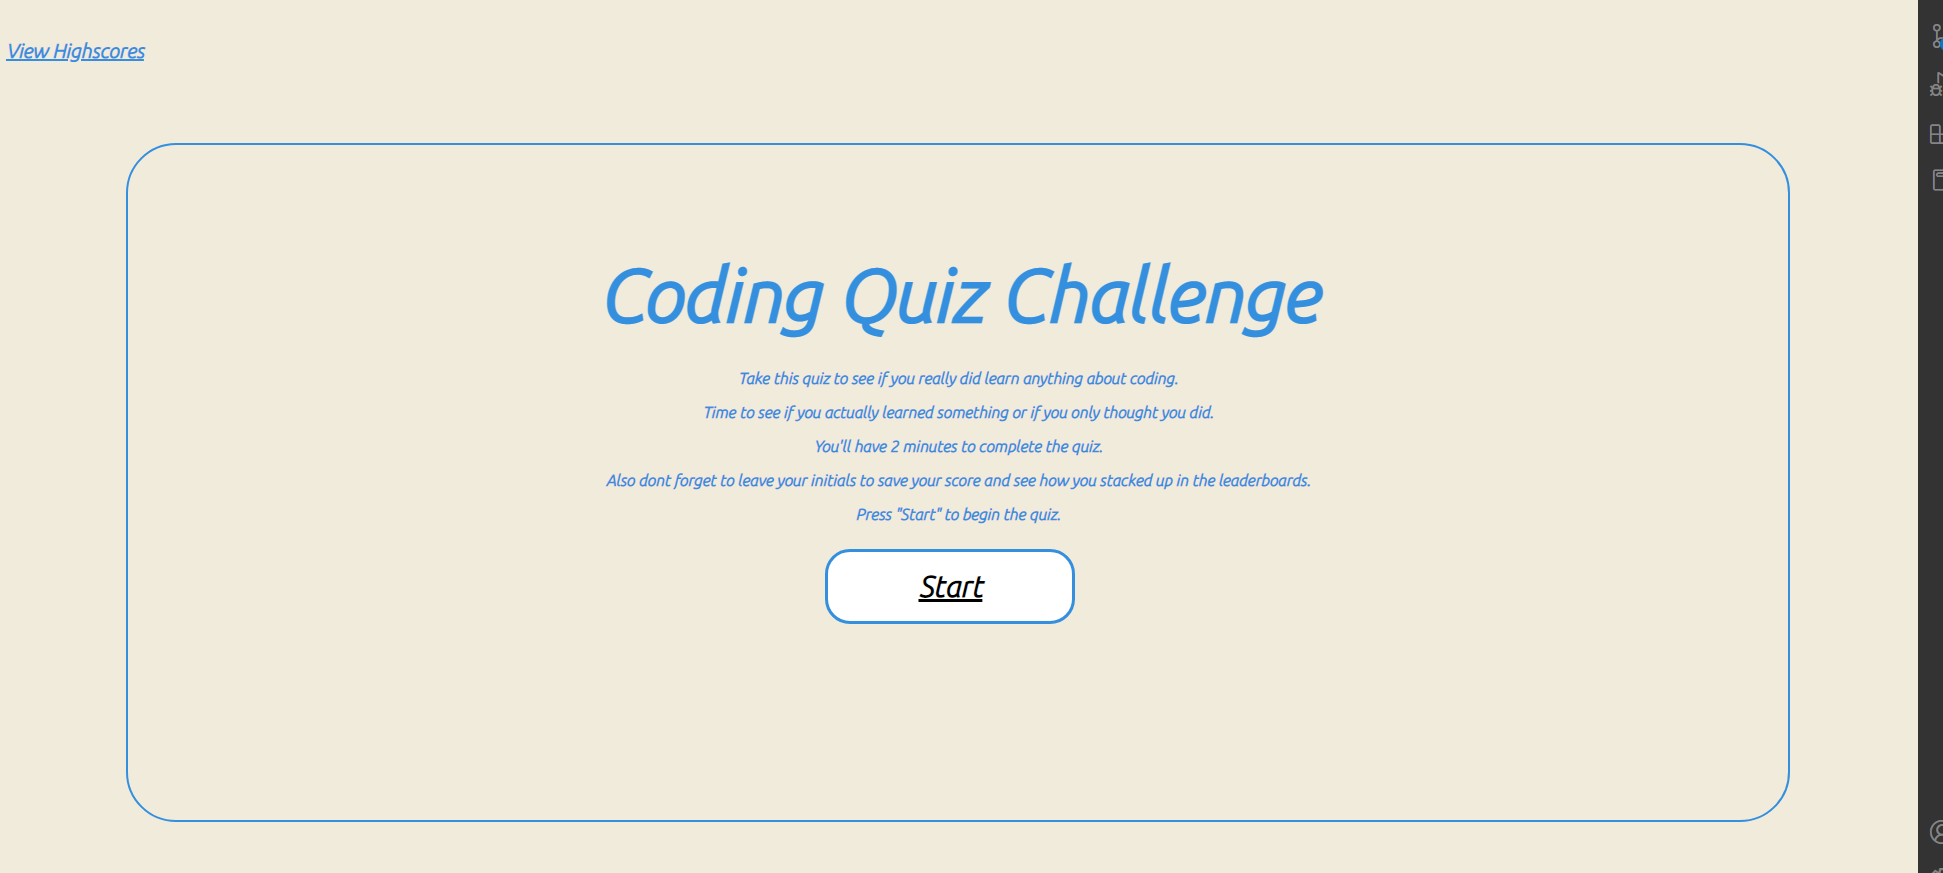 View Highscores
Coding Quiz Challenge
Take this quiz to see if you really did learn anything about coding.
Time to see if you actually learned something or if you only thought you did.
You'll have 2 minutes to complete the quiz.
Also dont forget to leave your initials to save your score and see how you stacked up in the leaderboards.
Press "Start" to begin the quiz.
Start